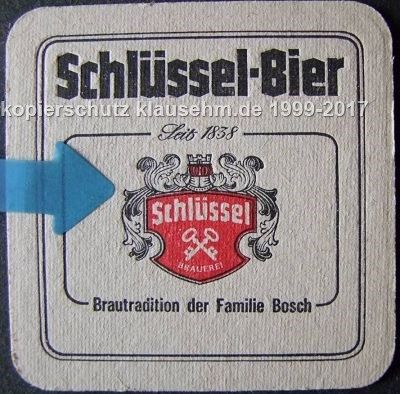 Schlüssel-Bier
kopierschutz klausehm.de 1999-2017
Seit 1838
Schlüssel
BRAUEREI
Brautradition der Familie Bosch